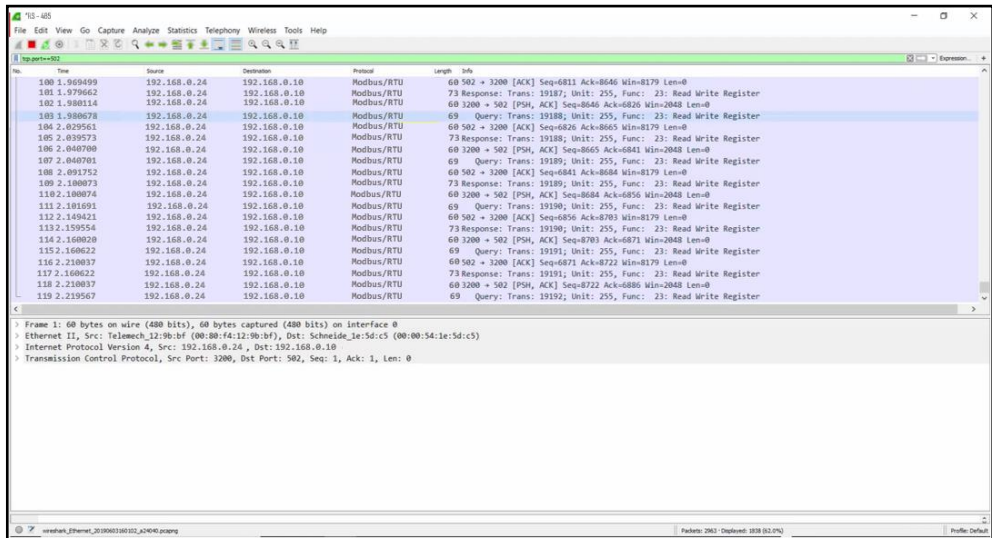 *RS - 485
File Edit View Go Capture Analyze Statistics Telephony Wireless Tools Help
tcp.port==502
Expression... +
No. Time Source Destination Protocol Length Info
100 1.969499 192.168.0.24 192.168.0.10 Modbus/RTU 60 502 → 3200 [ACK] Seq=6811 Ack=8646 Win=8179 Len=0
101 1.979662 192.168.0.24 192.168.0.10 Modbus/RTU 73 Response: Trans: 19187; Unit: 255, Func: 23: Read Write Register
102 1.980114 192.168.0.24 192.168.0.10 Modbus/RTU 60 3200 → 502 [PSH, ACK] Seq=8646 Ack=6826 Win=2048 Len=0
103 1.980678 192.168.0.24 192.168.0.10 Modbus/RTU 69 Query: Trans: 19188; Unit: 255, Func: 23: Read Write Register
104 2.029561 192.168.0.24 192.168.0.10 Modbus/RTU 60 502 → 3200 [ACK] Seq=6826 Ack=8665 Win=8179 Len=0
105 2.039573 192.168.0.24 192.168.0.10 Modbus/RTU 73 Response: Trans: 19188; Unit: 255, Func: 23: Read Write Register
106 2.040700 192.168.0.24 192.168.0.10 Modbus/RTU 60 3200 → 502 [PSH, ACK] Seq=8665 Ack=6841 Win=2048 Len=0
107 2.040701 192.168.0.24 192.168.0.10 Modbus/RTU 69 Query: Trans: 19189; Unit: 255, Func: 23: Read Write Register
108 2.091752 192.168.0.24 192.168.0.10 Modbus/RTU 60 502 → 3200 [ACK] Seq=6841 Ack=8684 Win=8179 Len=0
109 2.100073 192.168.0.24 192.168.0.10 Modbus/RTU 73 Response: Trans: 19189; Unit: 255, Func: 23: Read Write Register
110 2.100074 192.168.0.24 192.168.0.10 Modbus/RTU 60 3200 → 502 [PSH, ACK] Seq=8684 Ack=6856 Win=2048 Len=0
111 2.101691 192.168.0.24 192.168.0.10 Modbus/RTU 69 Query: Trans: 19190; Unit: 255, Func: 23: Read Write Register
112 2.149421 192.168.0.24 192.168.0.10 Modbus/RTU 60 502 → 3200 [ACK] Seq=6856 Ack=8703 Win=8179 Len=0
113 2.159554 192.168.0.24 192.168.0.10 Modbus/RTU 73 Response: Trans: 19190; Unit: 255, Func: 23: Read Write Register
114 2.160020 192.168.0.24 192.168.0.10 Modbus/RTU 60 3200 → 502 [PSH, ACK] Seq=8703 Ack=6871 Win=2048 Len=0
115 2.160622 192.168.0.24 192.168.0.10 Modbus/RTU 69 Query: Trans: 19191; Unit: 255, Func: 23: Read Write Register
116 2.210037 192.168.0.24 192.168.0.10 Modbus/RTU 60 502 → 3200 [ACK] Seq=6871 Ack=8722 Win=8179 Len=0
117 2.160622 192.168.0.24 192.168.0.10 Modbus/RTU 73 Response: Trans: 19191; Unit: 255, Func: 23: Read Write Register
118 2.210037 192.168.0.24 192.168.0.10 Modbus/RTU 60 3200 → 502 [PSH, ACK] Seq=8722 Ack=6886 Win=2048 Len=0
119 2.219567 192.168.0.24 192.168.0.10 Modbus/RTU 69 Query: Trans: 19192; Unit: 255, Func: 23: Read Write Register
> Frame 1: 60 bytes on wire (480 bits), 60 bytes captured (480 bits) on interface 0
> Ethernet II, Src: Telemech_12:9b:bf (00:80:f4:12:9b:bf), Dst: Schneide_1e:5d:c5 (00:00:54:1e:5d:c5)
> Internet Protocol Version 4, Src: 192.168.0.24 , Dst: 192.168.0.10
> Transmission Control Protocol, Src Port: 3200, Dst Port: 502, Seq: 1, Ack: 1, Len: 0
wireshark_Ethernet_20190603160102_a24040.pcapng Packets: 2963 · Displayed: 1838 (62.0%) Profile: Default